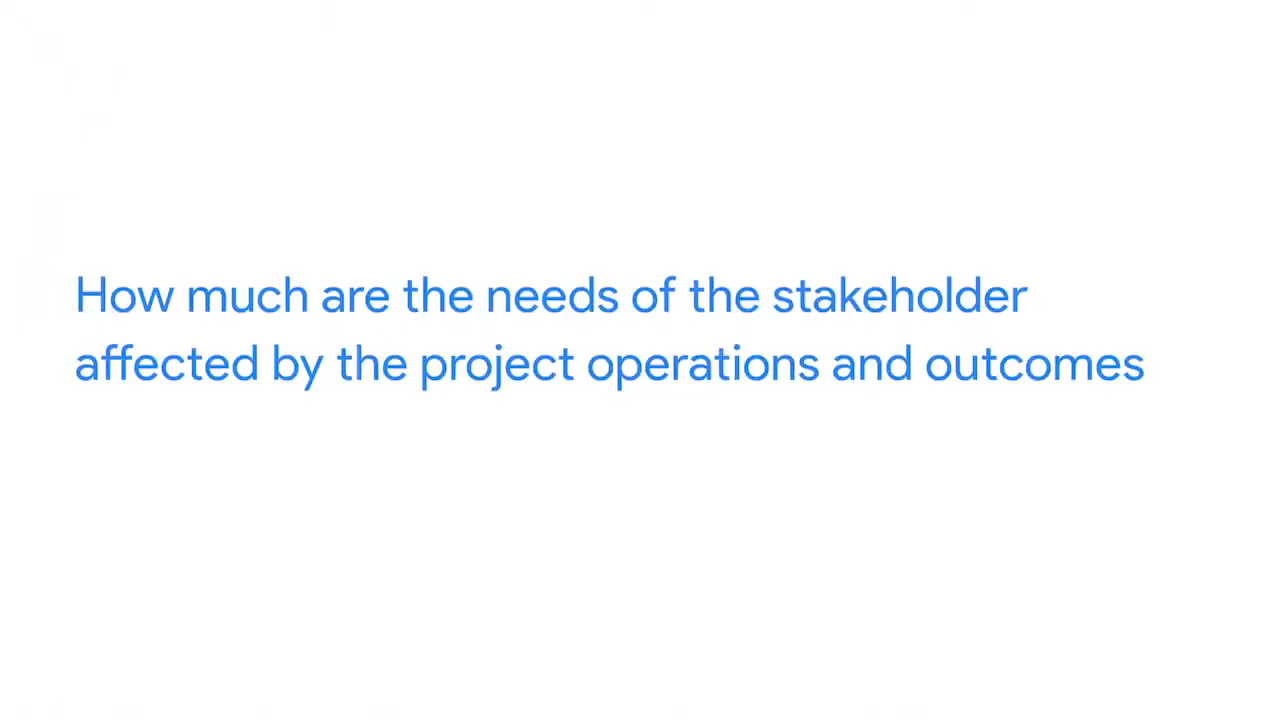 How much are the needs of the stakeholder
affected by the project operations and outcomes